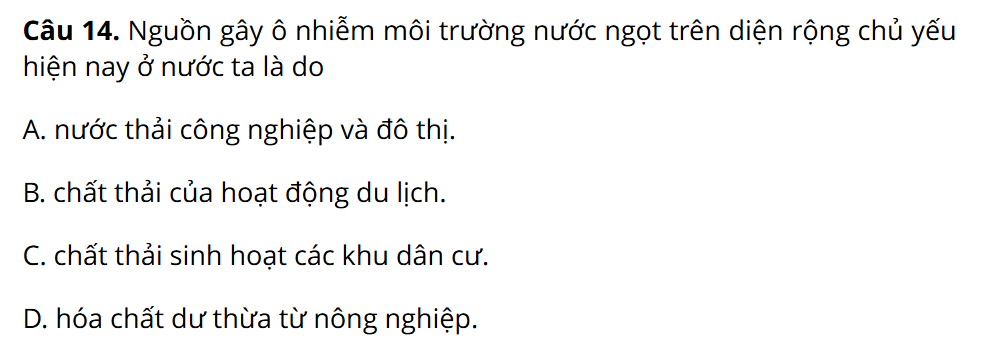 Câu 14. Nguồn gây ô nhiễm môi trường nước ngọt trên diện rộng chủ yếu
hiện nay ở nước ta là do
A. nước thải công nghiệp và đô thị.
B. chất thải của hoạt động du lịch.
C. chất thải sinh hoạt các khu dân cư.
D. hóa chất dư thừa từ nông nghiệp.